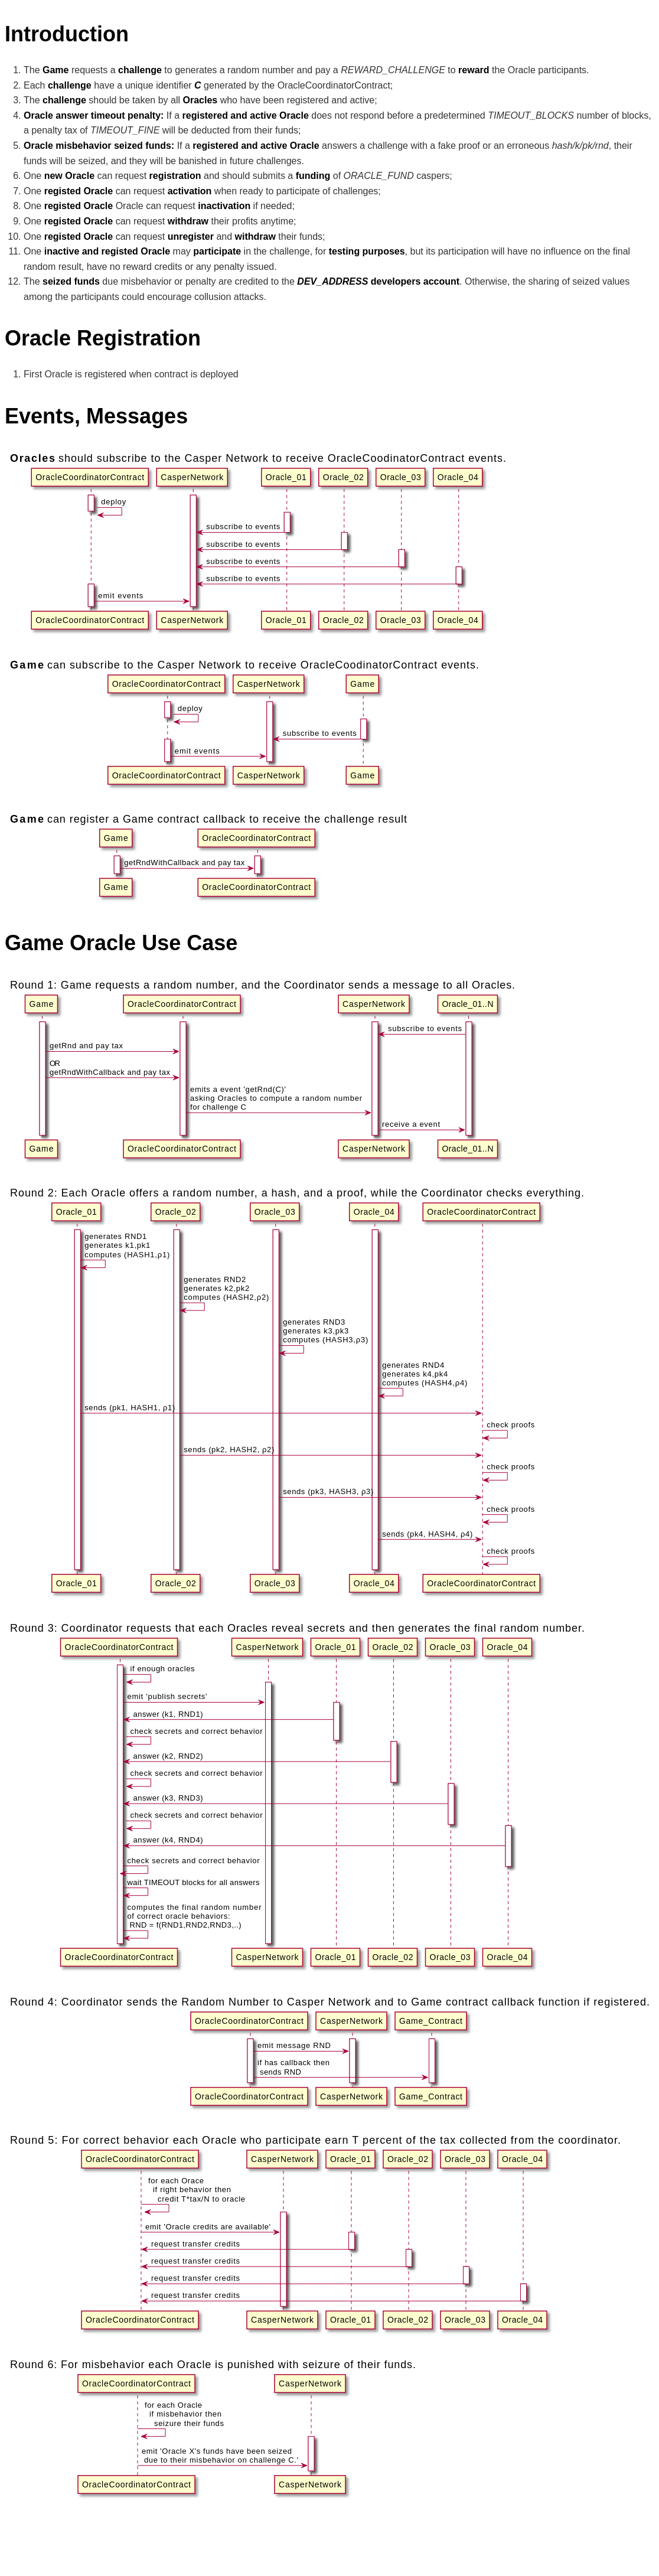 Introduction
1. The Game requests a challenge to generates a random number and pay a REWARD_CHALLENGE to reward the Oracle participants.
2. Each challenge have a unique identifier C generated by the OracleCoordinatorContract;
3. The challenge should be taken by all Oracles who have been registered and active;
4. Oracle answer timeout penalty: If a registered and active Oracle does not respond before a predetermined TIMEOUT_BLOCKS number of blocks,
a penalty tax of TIMEOUT_FINE will be deducted from their funds;
5. Oracle misbehavior seized funds: If a registered and active Oracle answers a challenge with a fake proof or an erroneous hash/k/pk/rnd, their
funds will be seized, and they will be banished in future challenges.
6. One new Oracle can request registration and should submits a funding of ORACLE_FUND caspers;
7. One registed Oracle can request activation when ready to participate of challenges;
8. One registed Oracle Oracle can request inactivation if needed;
9. One registed Oracle can request withdraw their profits anytime;
10. One registed Oracle can request unregister and withdraw their funds;
11. One inactive and registed Oracle may participate in the challenge, for testing purposes, but its participation will have no influence on the final
random result, have no reward credits or any penalty issued.
12. The seized funds due misbehavior or penalty are credited to the DEV_ADDRESS developers account. Otherwise, the sharing of seized values
among the participants could encourage collusion attacks.
Oracle Registration
1. First Oracle is registered when contract is deployed
Events, Messages
Oracles should subscribe to the Casper Network to receive OracleCoodinatorContract events.
OracleCoordinatorContract CasperNetwork Oracle_01 Oracle_02 Oracle_03 Oracle_04
deploy
subscribe to events
subscribe to events
subscribe to events
subscribe to events
emit events
OracleCoordinatorContract CasperNetwork Oracle_01 Oracle_02 Oracle_03 Oracle_04
Game can subscribe to the Casper Network to receive OracleCoodinatorContract events.
OracleCoordinatorContract CasperNetwork Game
deploy
subscribe to events
emit events
OracleCoordinatorContract CasperNetwork Game
Game can register a Game contract callback to receive the challenge result
Game OracleCoordinatorContract
getRndWithCallback and pay tax
Game OracleCoordinatorContract
Game Oracle Use Case
Round 1: Game requests a random number, and the Coordinator sends a message to all Oracles.
Game OracleCoordinatorContract CasperNetwork Oracle_01..N
subscribe to events
getRnd and pay tax
OR
getRndWithCallback and pay tax
emits a event 'getRnd(C)'
asking Oracles to compute a random number
for challenge C
receive a event
Game OracleCoordinatorContract CasperNetwork Oracle_01..N
Round 2: Each Oracle offers a random number, a hash, and a proof, while the Coordinator checks everything.
Oracle_01 Oracle_02 Oracle_03 Oracle_04 OracleCoordinatorContract
generates RND1
generates k1,pk1
computes (HASH1,ρ1)
generates RND2
generates k2,pk2
computes (HASH2,ρ2)
generates RND3
generates k3,pk3
computes (HASH3,ρ3)
generates RND4
generates k4,pk4
computes (HASH4,ρ4)
sends (pk1, HASH1, ρ1)
check proofs
sends (pk2, HASH2, ρ2)
check proofs
sends (pk3, HASH3, ρ3)
check proofs
sends (pk4, HASH4, ρ4)
check proofs
Oracle_01 Oracle_02 Oracle_03 Oracle_04 OracleCoordinatorContract
Round 3: Coordinator requests that each Oracles reveal secrets and then generates the final random number.
OracleCoordinatorContract CasperNetwork Oracle_01 Oracle_02 Oracle_03 Oracle_04
if enough oracles
emit 'publish secrets'
answer (k1, RND1)
check secrets and correct behavior
answer (k2, RND2)
check secrets and correct behavior
answer (k3, RND3)
check secrets and correct behavior
answer (k4, RND4)
check secrets and correct behavior
wait TIMEOUT blocks for all answers
computes the final random number
of correct oracle behaviors:
RND = f(RND1,RND2,RND3,..)
OracleCoordinatorContract CasperNetwork Oracle_01 Oracle_02 Oracle_03 Oracle_04
Round 4: Coordinator sends the Random Number to Casper Network and to Game contract callback function if registered.
OracleCoordinatorContract CasperNetwork Game_Contract
emit message RND
if has callback then
sends RND
OracleCoordinatorContract CasperNetwork Game_Contract
Round 5: For correct behavior each Oracle who participate earn T percent of the tax collected from the coordinator.
OracleCoordinatorContract CasperNetwork Oracle_01 Oracle_02 Oracle_03 Oracle_04
for each Orace
if right behavior then
credit T*tax/N to oracle
emit 'Oracle credits are available'
request transfer credits
request transfer credits
request transfer credits
request transfer credits
OracleCoordinatorContract CasperNetwork Oracle_01 Oracle_02 Oracle_03 Oracle_04
Round 6: For misbehavior each Oracle is punished with seizure of their funds.
OracleCoordinatorContract CasperNetwork
for each Oracle
if misbehavior then
seizure their funds
emit 'Oracle X's funds have been seized
due to their misbehavior on challenge C.'
OracleCoordinatorContract CasperNetwork